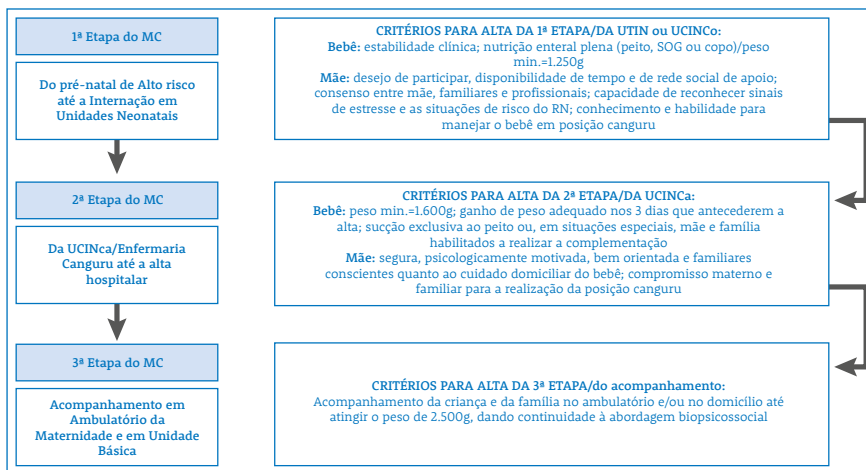 1ª Etapa do MC
Do pré-natal de Alto risco
até a Internação em
Unidades Neonatais
CRITÉRIOS PARA ALTA DA 1ª ETAPA/DA UTIN ou UCINCo:
Bebê: estabilidade clínica; nutrição enteral plena (peito, SOG ou copo)/peso
min.=1.250g
Mãe: desejo de participar, disponibilidade de tempo e de rede social de apoio;
consenso entre mãe, familiares e profissionais; capacidade de reconhecer sinais
de estresse e as situações de risco do RN; conhecimento e habilidade para
manejar o bebê em posição canguru
2ª Etapa do MC
Da UCINca/Enfermaria
Canguru até a alta
hospitalar
CRITÉRIOS PARA ALTA DA 2ª ETAPA/DA UCINCa:
Bebê: peso min.=1.600g; ganho de peso adequado nos 3 dias que antecederem a
alta; sucção exclusiva ao peito ou, em situações especiais, mãe e família
habilitados a realizar a complementação
Mãe: segura, psicologicamente motivada, bem orientada e familiares
conscientes quanto ao cuidado domiciliar do bebê; compromisso materno e
familiar para a realização da posição canguru
3ª Etapa do MC
Acompanhamento em
Ambulatório da
Maternidade e em Unidade
Básica
CRITÉRIOS PARA ALTA DA 3ª ETAPA/do acompanhamento:
Acompanhamento da criança e da família no ambulatório e/ou no domicílio até
atingir o peso de 2.500g, dando continuidade à abordagem biopsicossocial